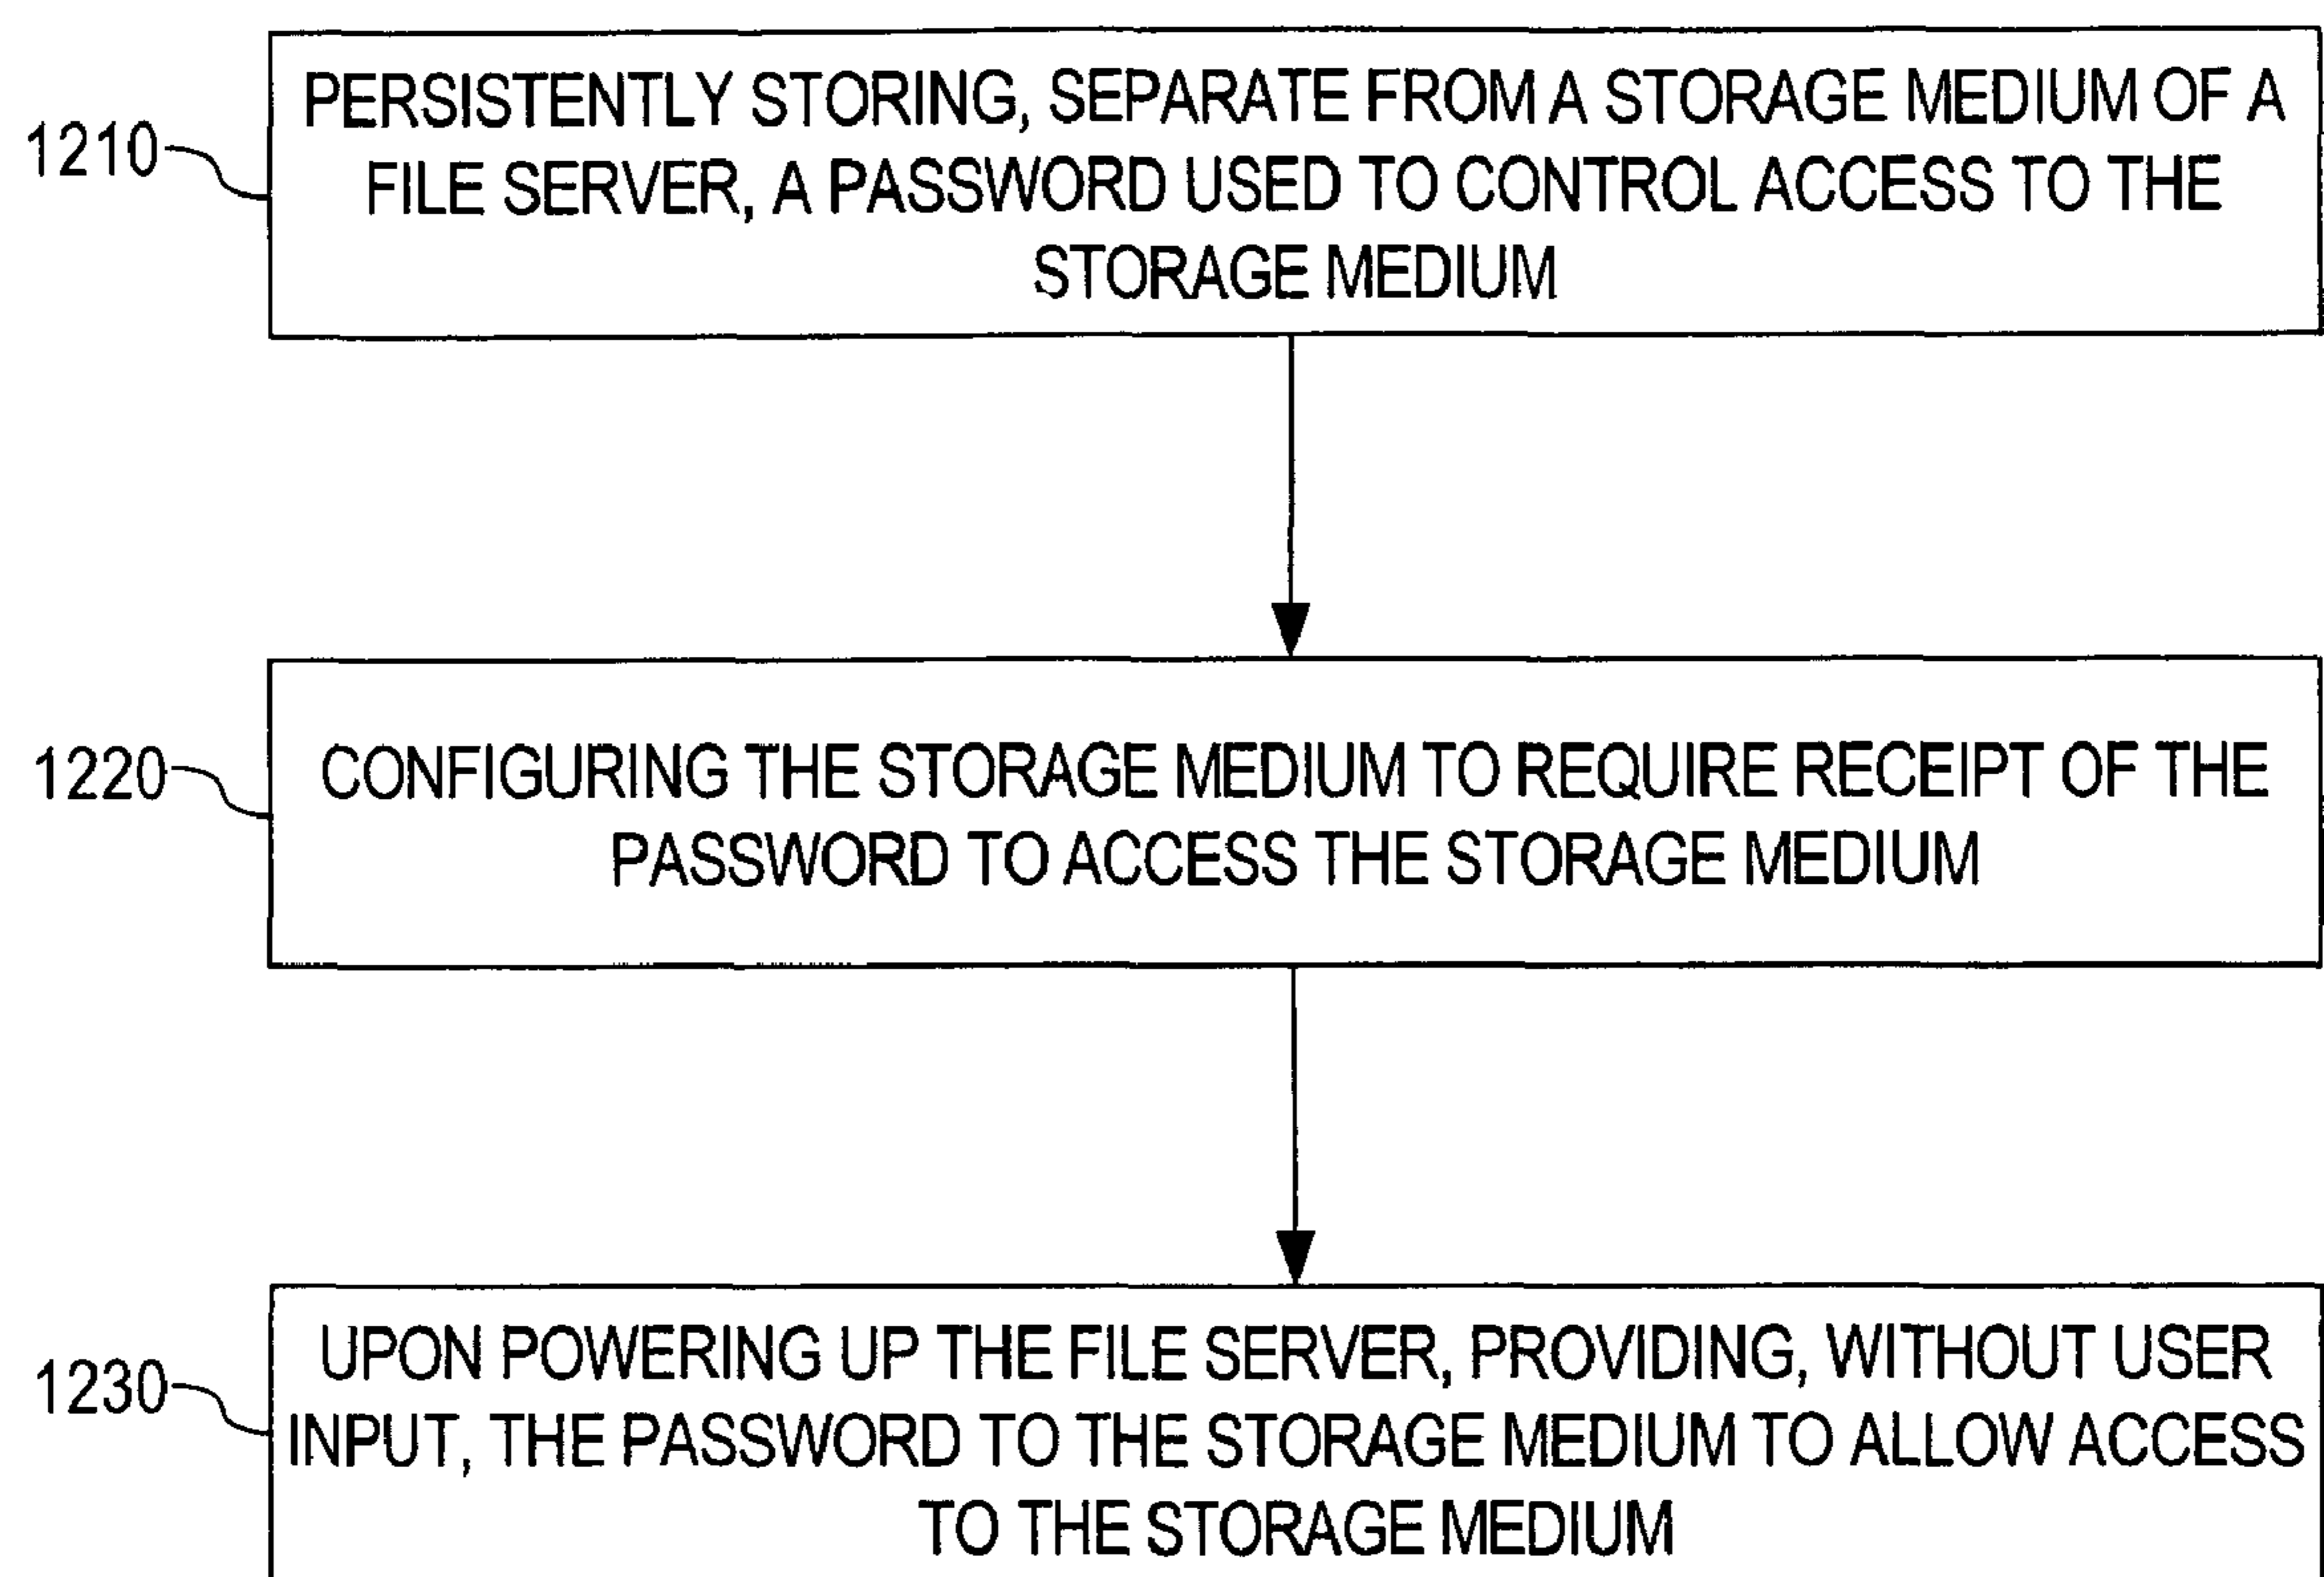 PERSISTENTLY STORING, SEPARATE FROM A STORAGE MEDIUM OF A
1210
FILE SERVER, A PASSWORD USED TO CONTROL ACCESS TO THE
STORAGE MEDIUM
1220
CONFIGURING THE STORAGE MEDIUM TO REQUIRE RECEIPT OF THE
PASSWORD TO ACCESS THE STORAGE MEDIUM
UPON POWERING UP THE FILE SERVER, PROVIDING, WITHOUT USER
1230
INPUT, THE PASSWORD TO THE STORAGE MEDIUM TO ALLOW ACCESS
TO THE STORAGE MEDIUM